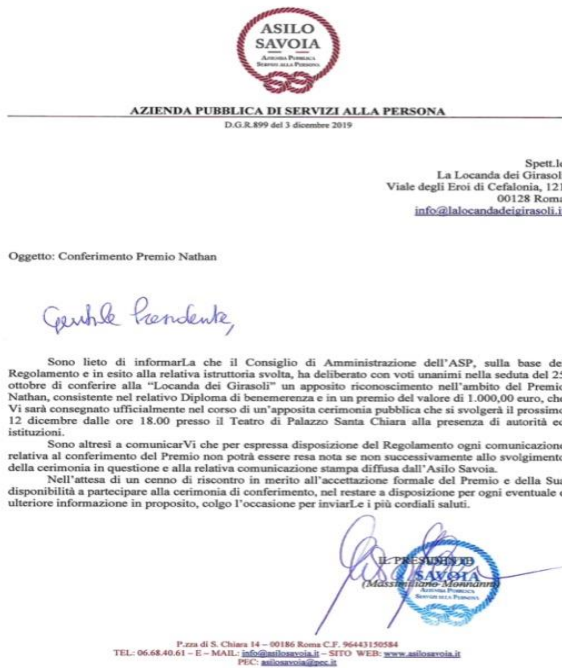 ASILO
SAVOIA
AZIENDA PUBBLICA
SERVIZI ALLA PERSONA
AZIENDA PUBBLICA DI SERVIZI ALLA PERSONA
D.G.R.899 del 3 dicembre 2019
Spett.le
La Locanda dei Girasoli
Viale degli Eroi di Cefalonia, 121
00128 Roma
info@lalocandadeigirasoli.it
Oggetto: Conferimento Premio Nathan
Gentile Presidente,
Sono lieto di informarLa che il Consiglio di Amministrazione dell'ASP, sulla base del
Regolamento e in esito alla relativa istruttoria svolta, ha deliberato con voti unanimi nella seduta del 25
ottobre di conferire alla "Locanda dei Girasoli" un apposito riconoscimento nell'ambito del Premio
Nathan, consistente nel relativo Diploma di benemerenza e in un premio del valore di 1.000,00 euro, che
Vi sarà consegnato ufficialmente nel corso di un'apposita cerimonia pubblica che si svolgerà il prossimo
12 dicembre dalle ore 18.00 presso il Teatro di Palazzo Santa Chiara alla presenza di autorità ed
istituzioni.
Sono altresì a comunicarVi che per espressa disposizione del Regolamento ogni comunicazione
relativa al conferimento del Premio non potrà essere resa nota se non successivamente allo svolgimento
della cerimonia in questione e alla relativa comunicazione stampa diffusa dall'Asilo Savoia.
Nell'attesa di un cenno di riscontro in merito all'accettazione formale del Premio e della Sua
disponibilità a partecipare alla cerimonia di conferimento, nel restare a disposizione per ogni eventuale e
ulteriore informazione in proposito, colgo l'occasione per inviarLe i più cordiali saluti.
IL PRESIDENTE
(Massimiliano Monnanni)
SAVOIA
AZIENDA PUBBLICA
SERVIZI ALLA PERSONA
P.zza di S. Chiara 14 – 00186 Roma C.F. 96443150584
TEL: 06.68.40.61 – E – MAIL: info@asilosavoia.it – SITO WEB: www.asilosavoia.it
PEC: asilosavoia@pec.it